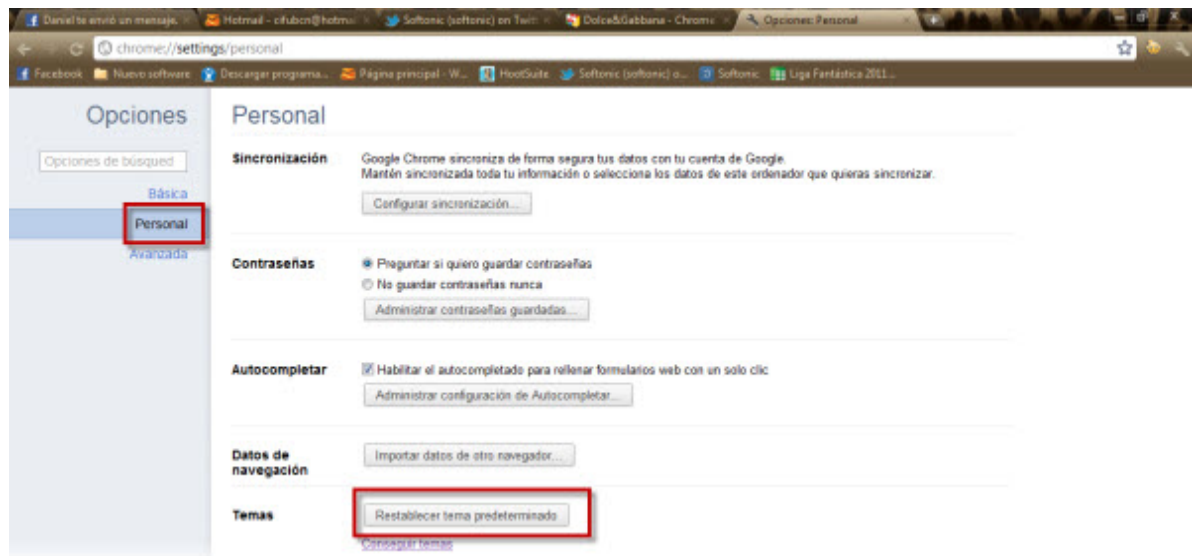 Daniel te envió un mensaje.
Hotmail - cifubcn@hotma
Softonic (softonic) on Twitt
Dolce&Gabbana - Chrome
Opciones: Personal
chrome://settings/personal
Facebook
Nuevo software
Descargar programa...
Página principal - W...
HootSuite
Softonic (softonic) o...
Softonic
Liga Fantástica 2011...
Opciones
Opciones de búsqued
Básica
Personal
Avanzada
Personal
Sincronización
Google Chrome sincroniza de forma segura tus datos con tu cuenta de Google.
Mantén sincronizada toda tu información o selecciona los datos de este ordenador que quieras sincronizar.
Configurar sincronización...
Contraseñas
Preguntar si quiero guardar contraseñas
No guardar contraseñas nunca
Administrar contraseñas guardadas...
Autocompletar
Habilitar el autocompletado para rellenar formularios web con un solo clic
Administrar configuración de Autocompletar...
Datos de
navegación
Importar datos de otro navegador...
Temas
Restablecer tema predeterminado
Conseguir temas